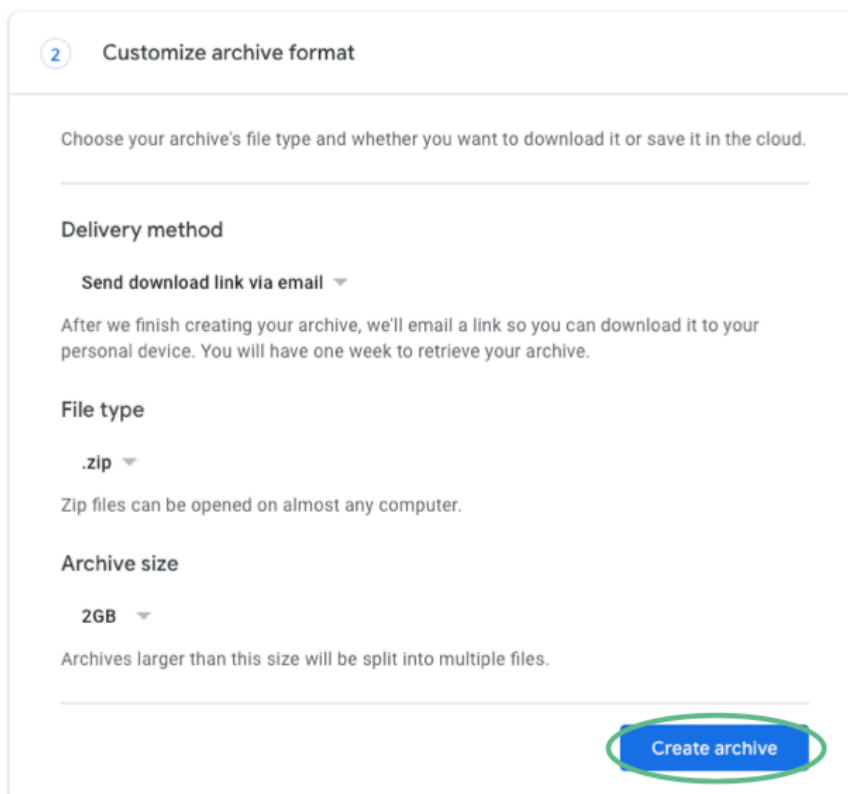 2
Customize archive format
Choose your archive's file type and whether you want to download it or save it in the cloud.
Delivery method
Send download link via email
After we finish creating your archive, we'll email a link so you can download it to your
personal device. You will have one week to retrieve your archive.
File type
.zip
Zip files can be opened on almost any computer.
Archive size
2GB
Archives larger than this size will be split into multiple files.
Create archive